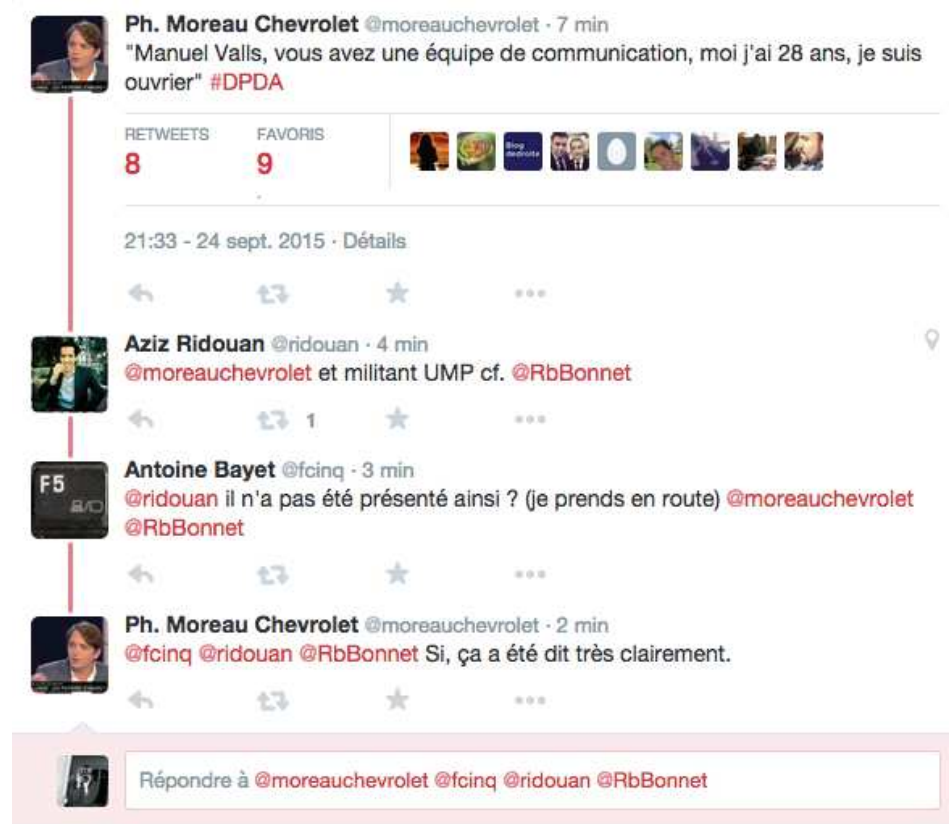 Ph. Moreau Chevrolet @moreauchevrolet · 7 min
"Manuel Valls, vous avez une équipe de communication, moi j'ai 28 ans, je suis
ouvrier" #DPDA
RETWEETS FAVORIS
8 9
Blog
dedroite
21:33 - 24 sept. 2015 · Détails
Aziz Ridouan @ridouan · 4 min
@moreauchevrolet et militant UMP cf. @RbBonnet
1
Antoine Bayet @fcinq · 3 min
F5
@ridouan il n'a pas été présenté ainsi ? (je prends en route) @moreauchevrolet
@RbBonnet
Ph. Moreau Chevrolet @moreauchevrolet · 2 min
@fcinq @ridouan @RbBonnet Si, ça a été dit très clairement.
Répondre à @moreauchevrolet @fcinq @ridouan @RbBonnet